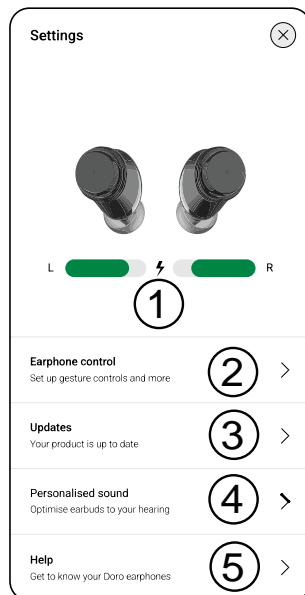 Settings
L R
1
Earphone control
Set up gesture controls and more
2
Updates
Your product is up to date
3
Personalised sound
Optimise earbuds to your hearing
4
Help
Get to know your Doro earphones
5